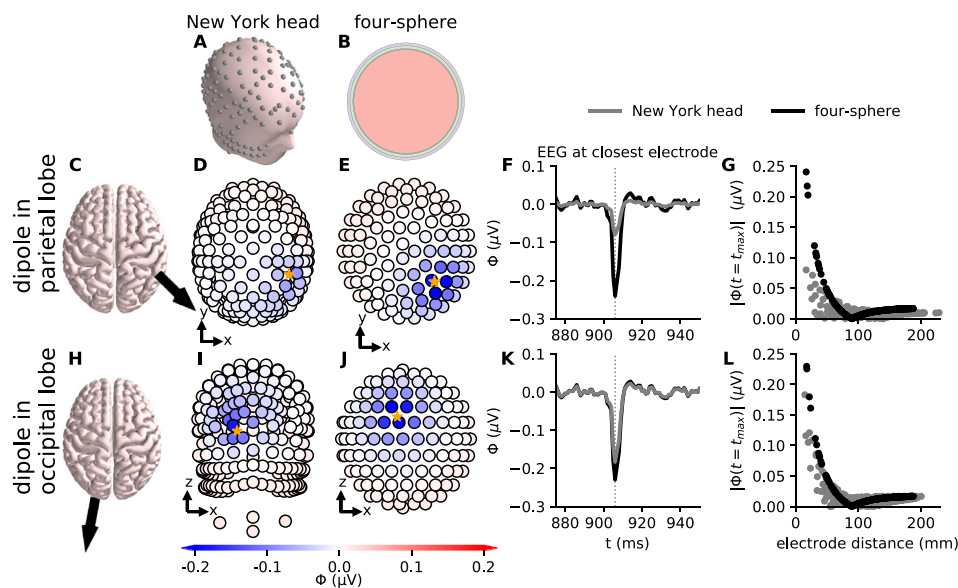 New York head
four-sphere
A
B
New York head
four-sphere
dipole in
parietal lobe
C
D
E
F
EEG at closest electrode
G
0.1
0.0
−0.1
−0.2
−0.3
Φ
(μV)
880
900
920
940
|Φ(t = t_max)| (μV)
0.25
0.20
0.15
0.10
0.05
0.00
0
100
200
y
x
y
x
dipole in
occipital lobe
H
I
J
K
L
0.1
0.0
−0.1
−0.2
−0.3
Φ
(μV)
880
900
920
940
t (ms)
|Φ(t = t_max)| (μV)
0.25
0.20
0.15
0.10
0.05
0.00
0
100
200
electrode distance (mm)
z
x
z
x
−0.2
−0.1
0.0
0.1
0.2
Φ (μV)